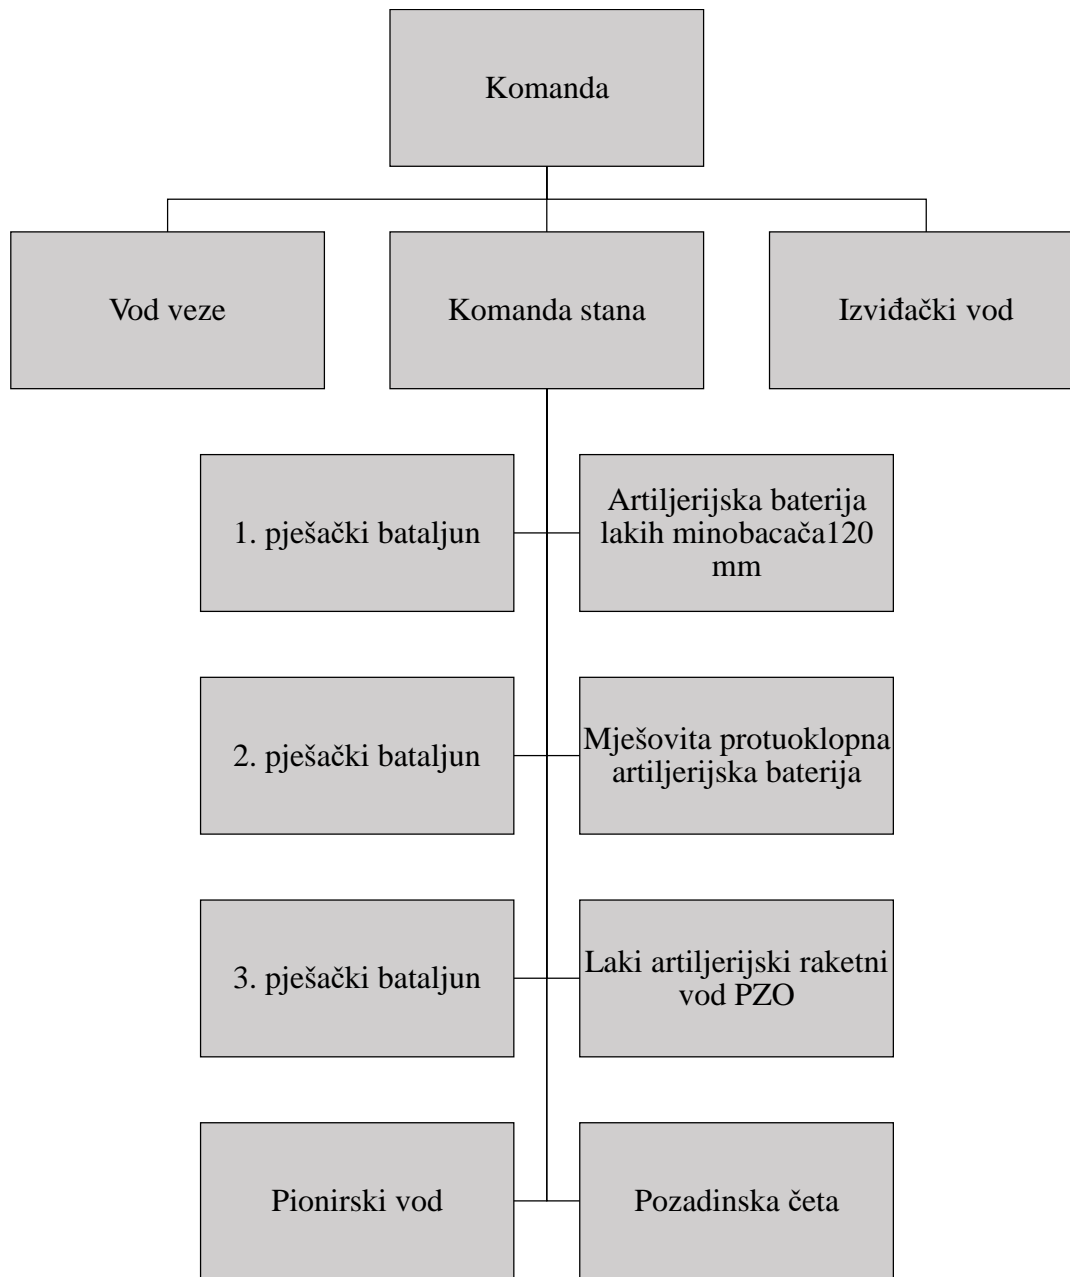 Komanda
Vod veze
Komanda stana
Izviđački vod
1. pješački bataljun
Artiljerijska baterija
lakih minobacača120
mm
2. pješački bataljun
Mješovita protuoklopna
artiljerijska baterija
3. pješački bataljun
Laki artiljerijski raketni
vod PZO
Pionirski vod
Pozadinska četa